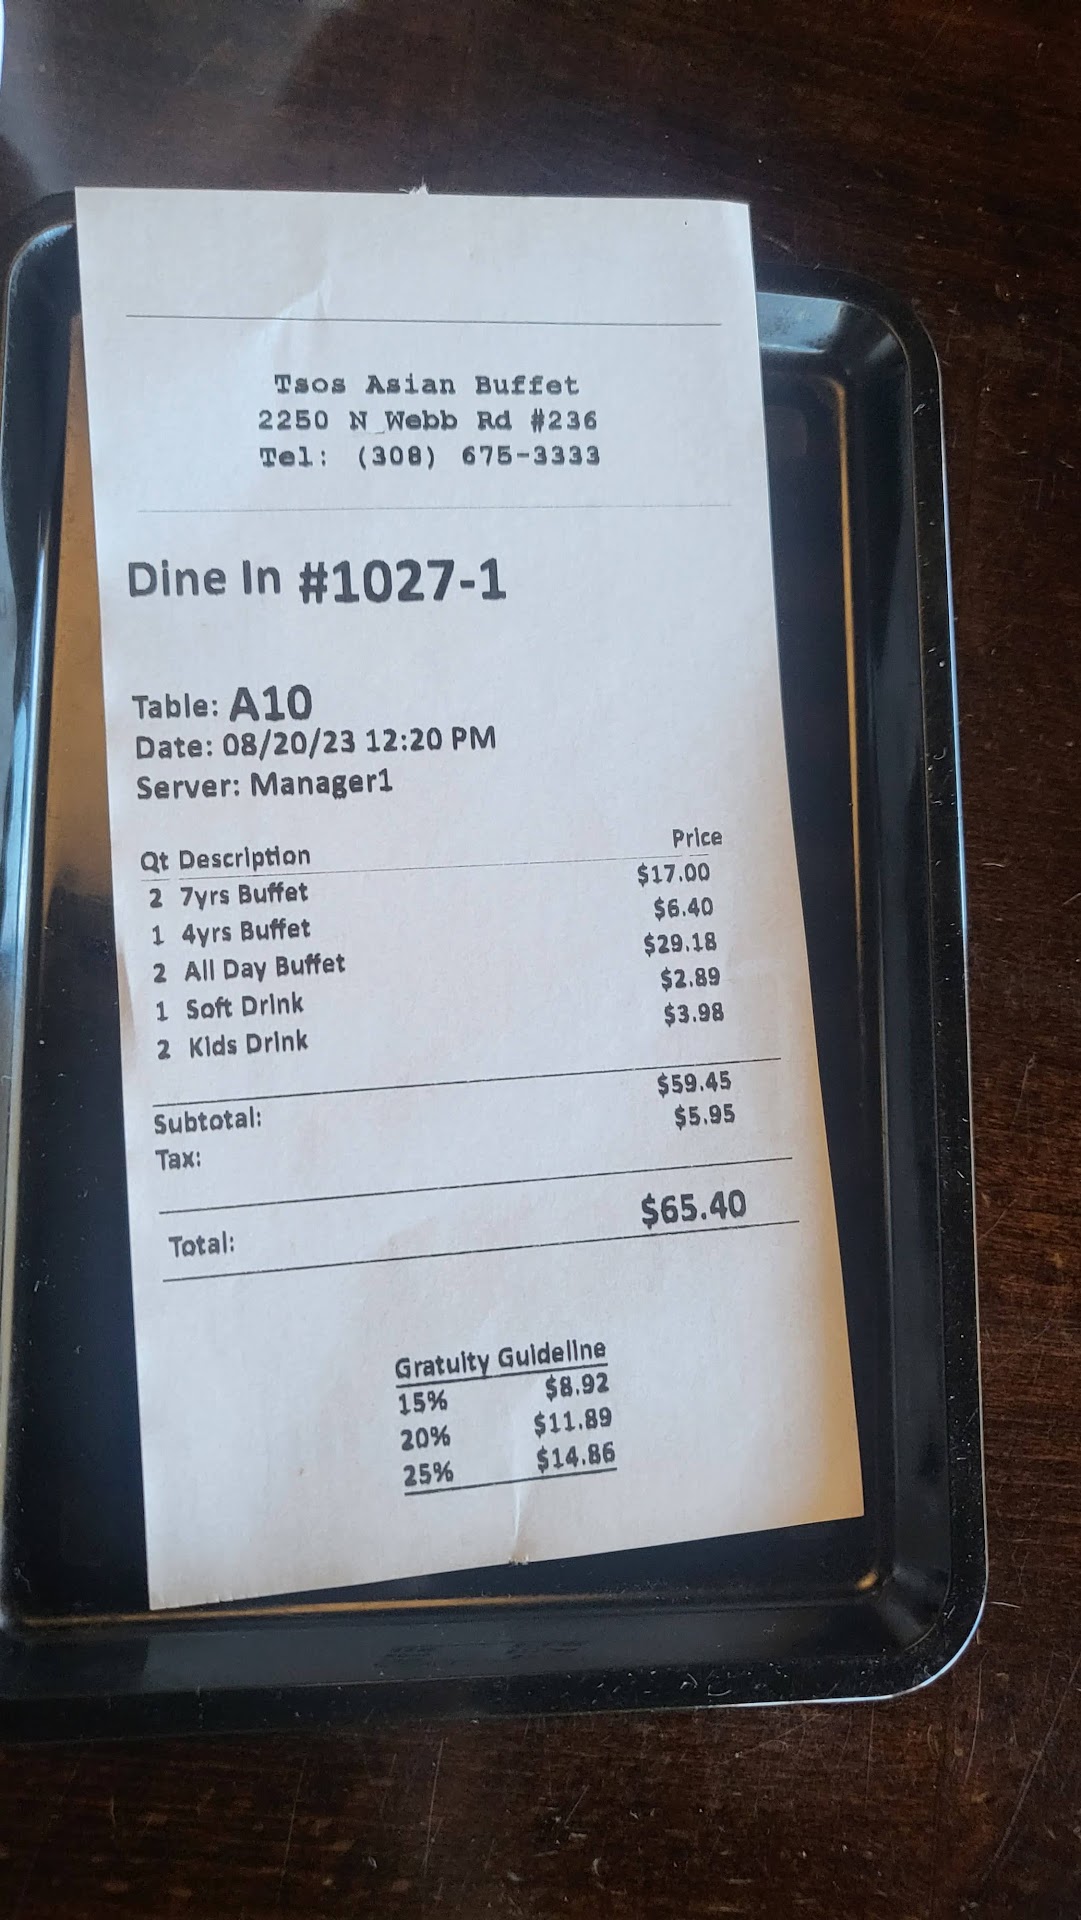 Tsos Asian Buffet
2250 N Webb Rd #236
Tel: (308) 675-3333
Dine In #1027-1
Table: A10
Date: 08/20/23 12:20 PM
Server: Manager1
Qt Description Price
2 7yrs Buffet $17.00
1 4yrs Buffet $6.40
2 All Day Buffet $29.18
1 Soft Drink $2.89
2 Kids Drink $3.98
Subtotal: $59.45
Tax: $5.95
Total: $65.40
Gratuity Guideline
15% $8.92
20% $11.89
25% $14.86